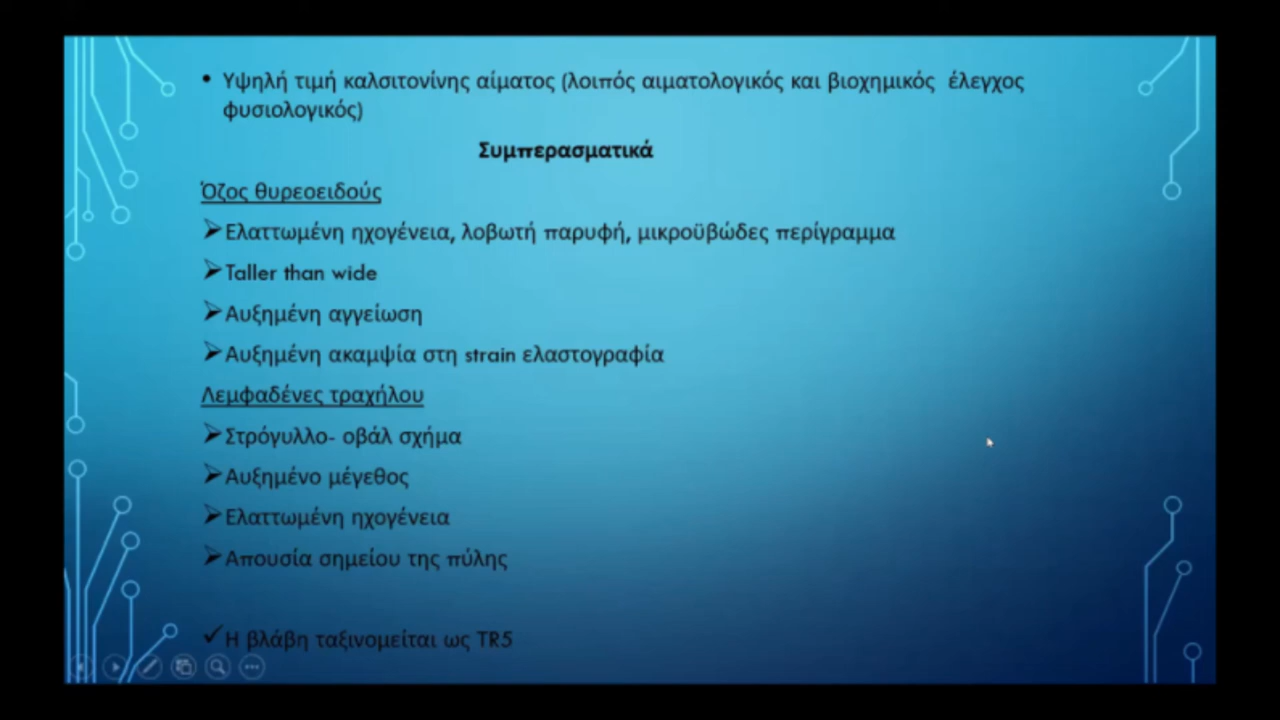 • Υψηλή τιμή καλσιτονίνης αίματος (λοιπός αιματολογικός και βιοχημικός έλεγχος
φυσιολογικός)
Συμπερασματικά
Όζος θυρεοειδούς
➢Ελαττωμένη ηχογένεια, λοβωτή παρυφή, μικροϋβώδες περίγραμμα
➢Taller than wide
➢Αυξημένη αγγείωση
➢Αυξημένη ακαμψία στη strain ελαστογραφία
Λεμφαδένες τραχήλου
➢Στρόγυλλο- οβάλ σχήμα
➢Αυξημένο μέγεθος
➢Ελαττωμένη ηχογένεια
➢Απουσία σημείου της πύλης
✓Η βλάβη ταξινομείται ως TR5